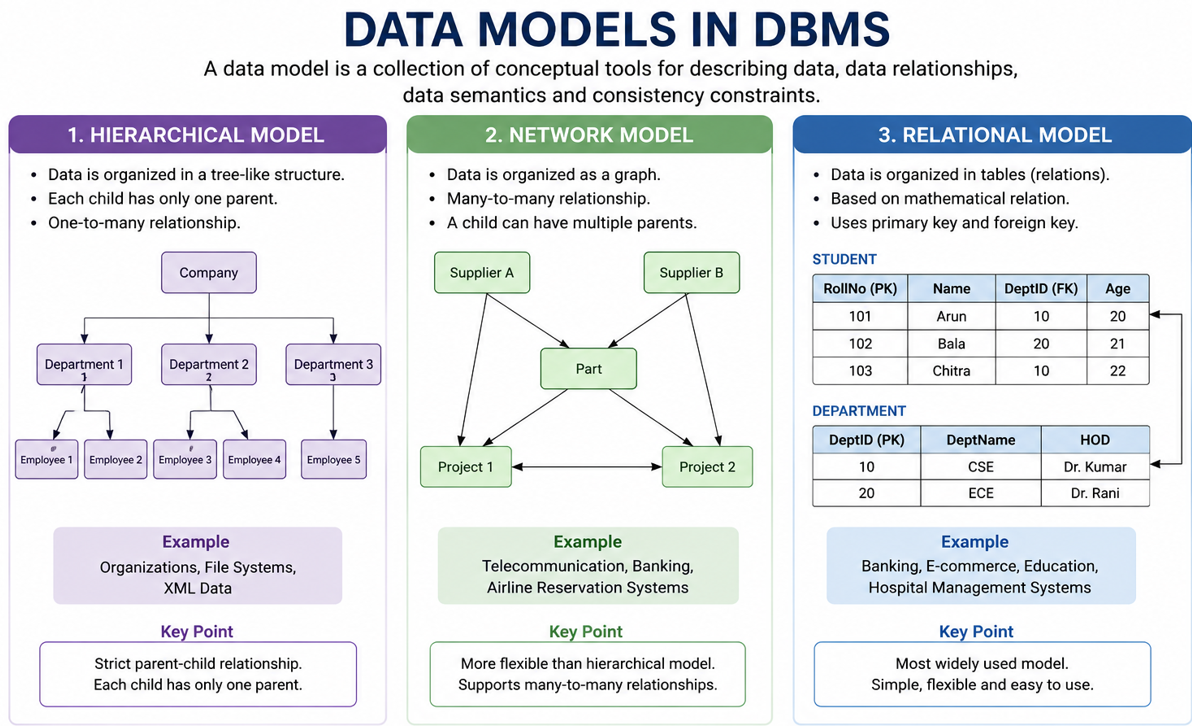 DATA MODELS IN DBMS
A data model is a collection of conceptual tools for describing data, data relationships,
data semantics and consistency constraints.
1. HIERARCHICAL MODEL
• Data is organized in a tree-like structure.
• Each child has only one parent.
• One-to-many relationship.
Company
Department 1 Department 2 Department 3
1 2 3
Employee 1 Employee 2 Employee 3 Employee 4 Employee 5
Example
Organizations, File Systems,
XML Data
Key Point
Strict parent-child relationship.
Each child has only one parent.
2. NETWORK MODEL
• Data is organized as a graph.
• Many-to-many relationship.
• A child can have multiple parents.
Supplier A Supplier B
Part
Project 1 Project 2
Example
Telecommunication, Banking,
Airline Reservation Systems
Key Point
More flexible than hierarchical model.
Supports many-to-many relationships.
3. RELATIONAL MODEL
• Data is organized in tables (relations).
• Based on mathematical relation.
• Uses primary key and foreign key.
STUDENT
RollNo (PK) Name DeptID (FK) Age
101 Arun 10 20
102 Bala 20 21
103 Chitra 10 22
DEPARTMENT
DeptID (PK) DeptName HOD
10 CSE Dr. Kumar
20 ECE Dr. Rani
Example
Banking, E-commerce, Education,
Hospital Management Systems
Key Point
Most widely used model.
Simple, flexible and easy to use.